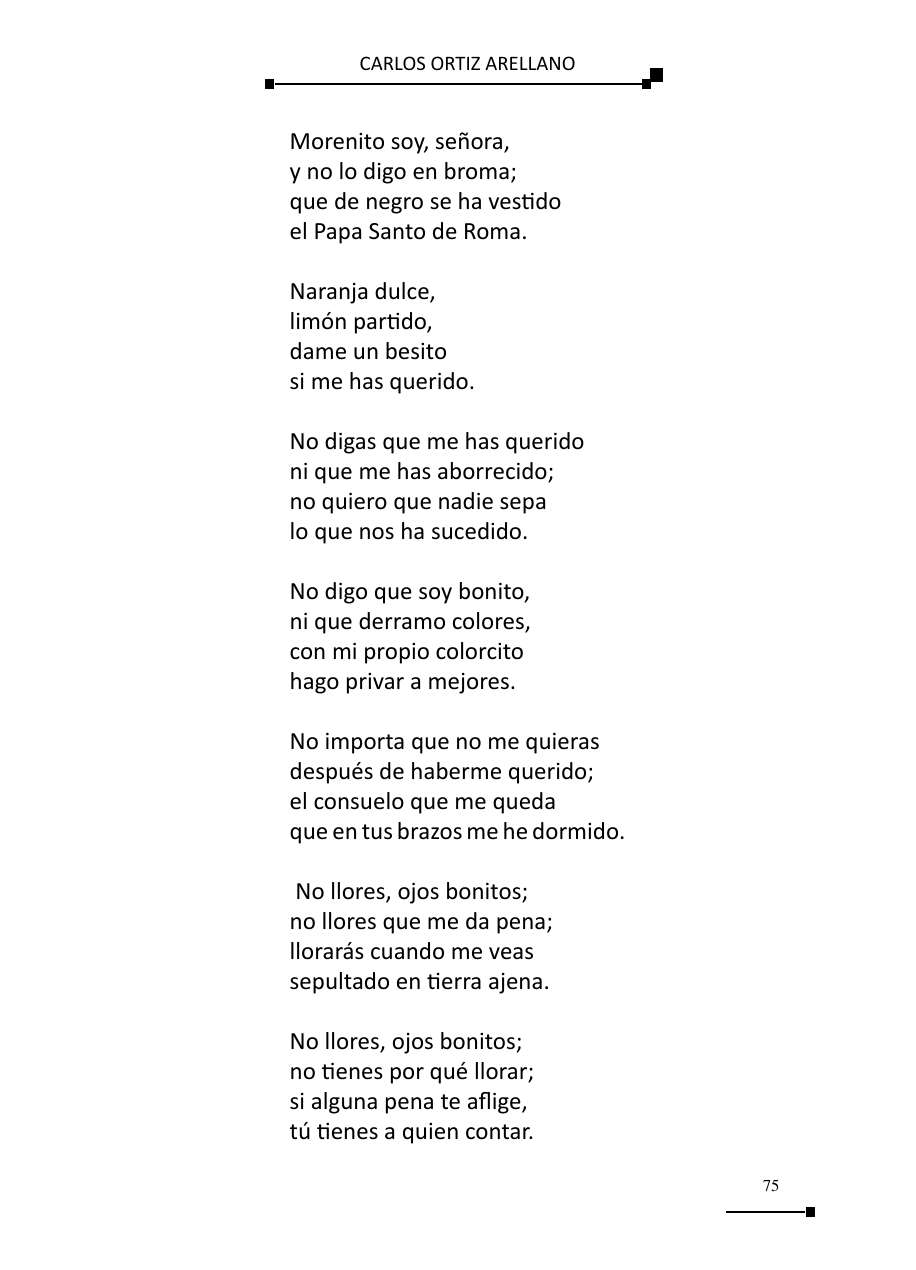 CARLOS ORTIZ ARELLANO
Morenito soy, señora,
y no lo digo en broma;
que de negro se ha vestido
el Papa Santo de Roma.
Naranja dulce,
limón partido,
dame un besito
si me has querido.
No digas que me has querido
ni que me has aborrecido;
no quiero que nadie sepa
lo que nos ha sucedido.
No digo que soy bonito,
ni que derramo colores,
con mi propio colorcito
hago privar a mejores.
No importa que no me quieras
después de haberme querido;
el consuelo que me queda
que en tus brazos me he dormido.
No llores, ojos bonitos;
no llores que me da pena;
llorarás cuando me veas
sepultado en tierra ajena.
No llores, ojos bonitos;
no tienes por qué llorar;
si alguna pena te aflige,
tú tienes a quien contar.
75